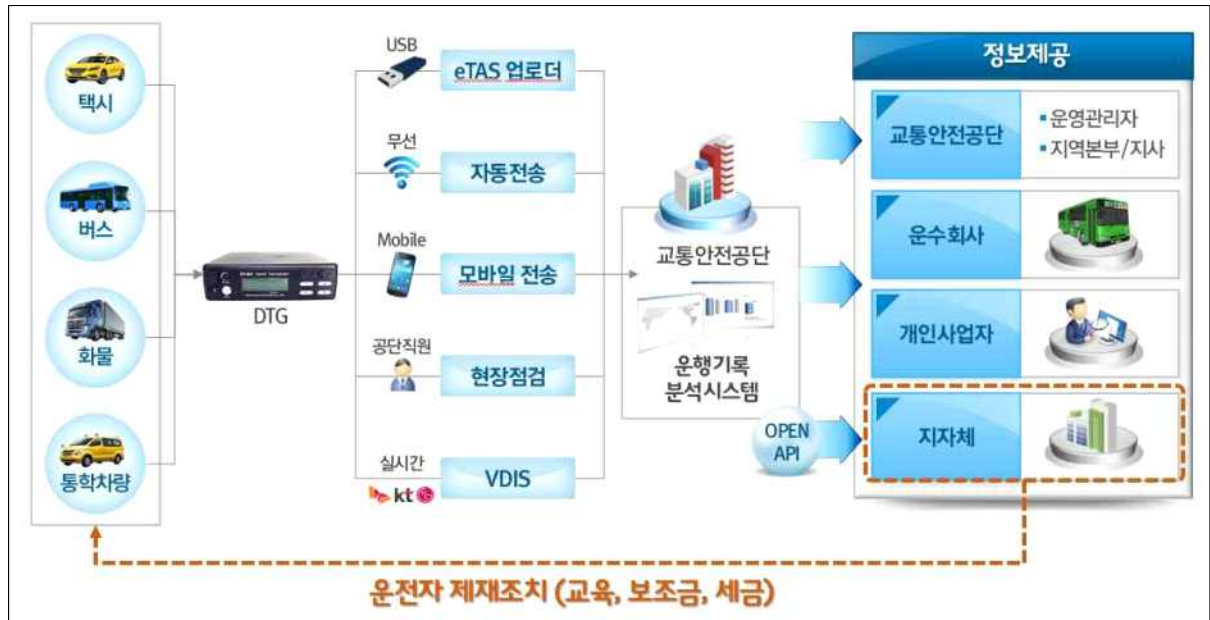 택시
버스
화물
통학차량
DTG
USB
eTAS 업로더
무선
자동전송
Mobile
모바일 전송
공단직원
현장점검
실시간
kt
VDIS
교통안전공단
운행기록
분석시스템
OPEN
API
정보제공
교통안전공단
▪운영관리자
▪지역본부/지사
운수회사
개인사업자
지자체
운전자 제재조치 (교육, 보조금, 세금)